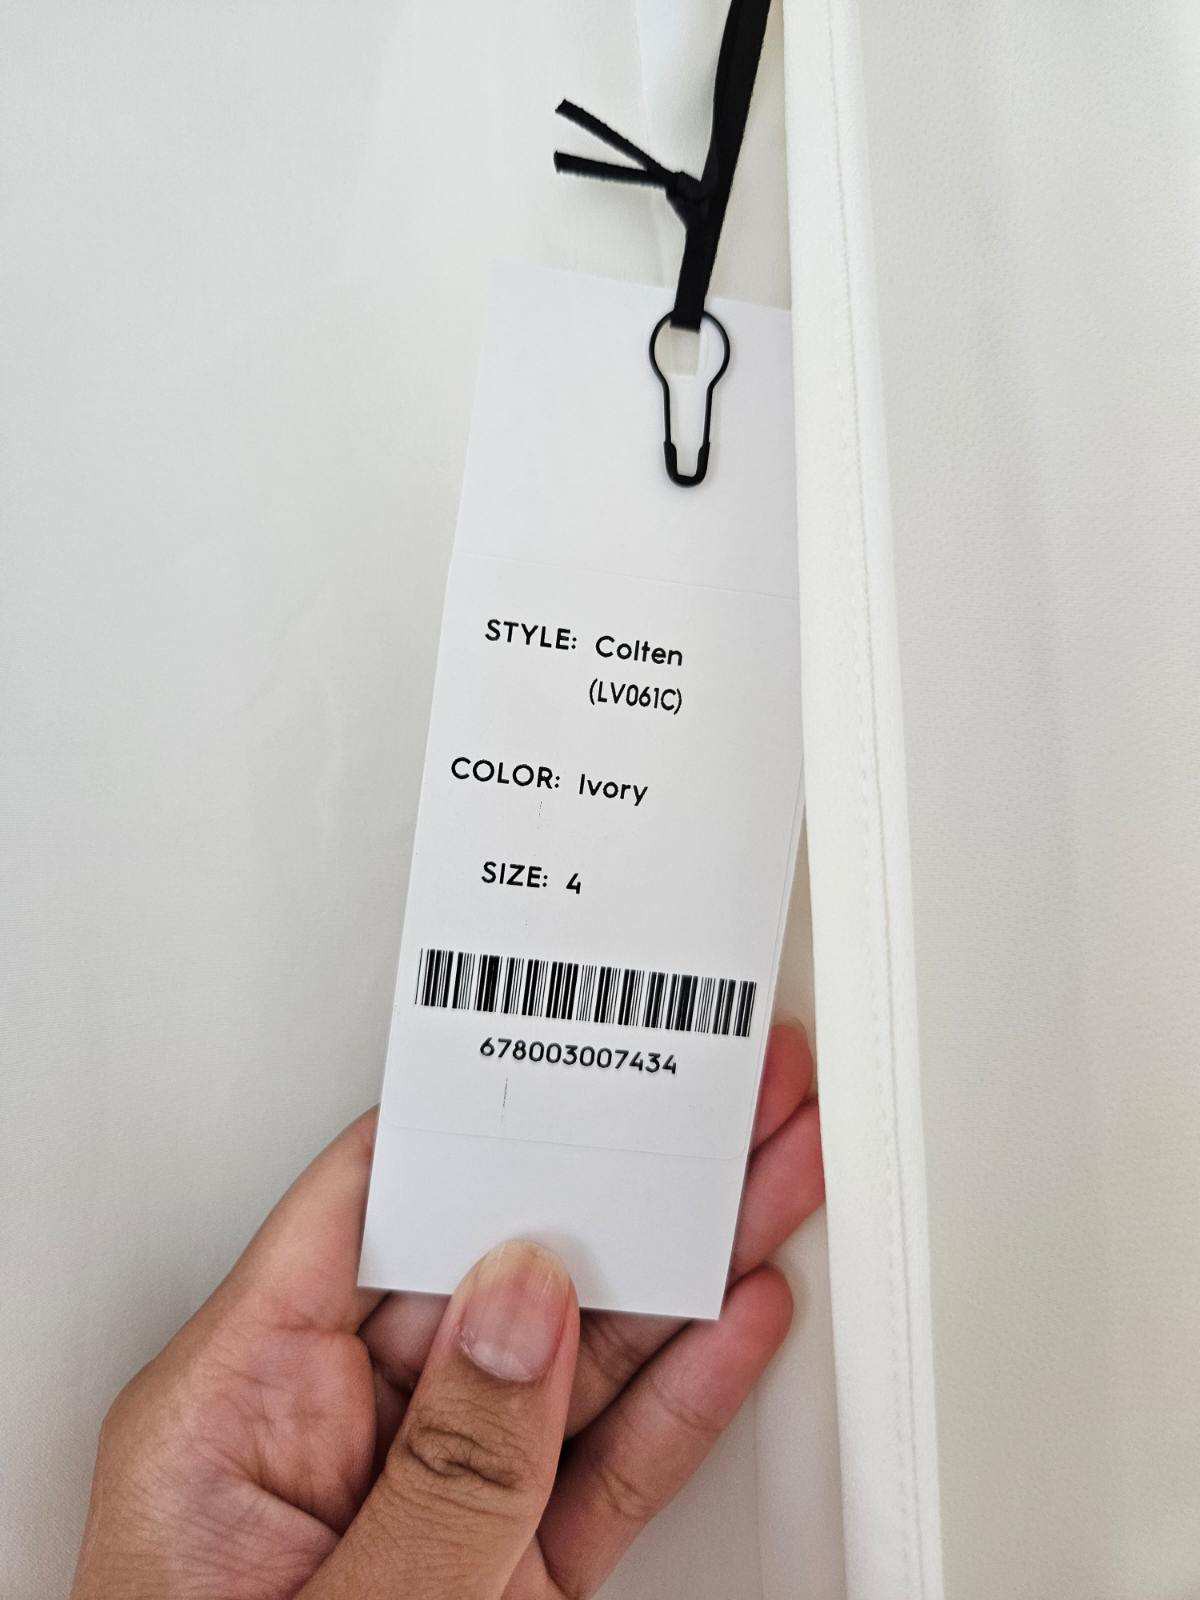 STYLE: Colten
(LV061C)
COLOR: Ivory
SIZE: 4
678003007434